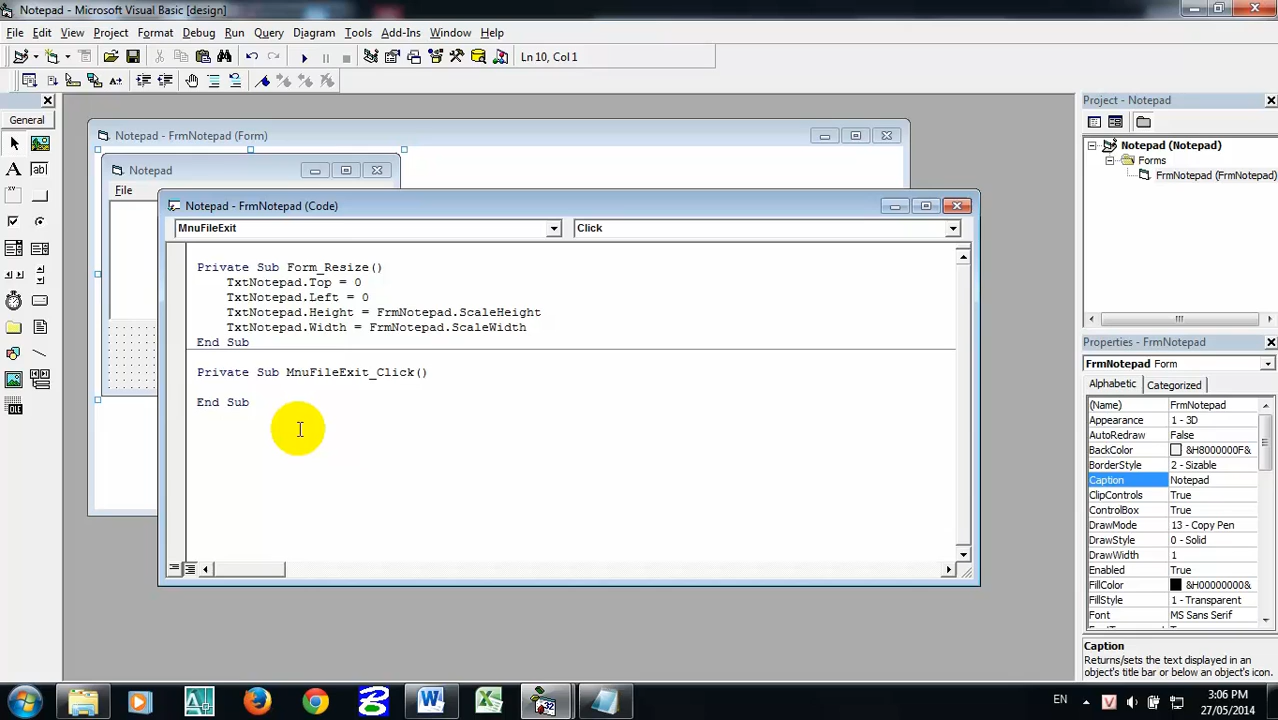 Notepad - Microsoft Visual Basic [design]
File Edit View Project Format Debug Run Query Diagram Tools Add-Ins Window Help
Ln 10, Col 1
General
Notepad - FrmNotepad (Form)
Notepad
File
Notepad - FrmNotepad (Code)
MnuFileExit Click
Private Sub Form_Resize()
TxtNotepad.Top = 0
TxtNotepad.Left = 0
TxtNotepad.Height = FrmNotepad.ScaleHeight
TxtNotepad.Width = FrmNotepad.ScaleWidth
End Sub
Private Sub MnuFileExit_Click()
End Sub
Project - Notepad
Notepad (Notepad)
Forms
FrmNotepad (FrmNotepad)
Properties - FrmNotepad
FrmNotepad Form
Alphabetic Categorized
(Name) FrmNotepad
Appearance 1 - 3D
AutoRedraw False
BackColor &H8000000F&
BorderStyle 2 - Sizable
Caption Notepad
ClipControls True
ControlBox True
DrawMode 13 - Copy Pen
DrawStyle 0 - Solid
DrawWidth 1
Enabled True
FillColor &H00000000&
FillStyle 1 - Transparent
Font MS Sans Serif
Caption
Returns/sets the text displayed in an
object's title bar or below an object's icon.
EN
3:06 PM
27/05/2014